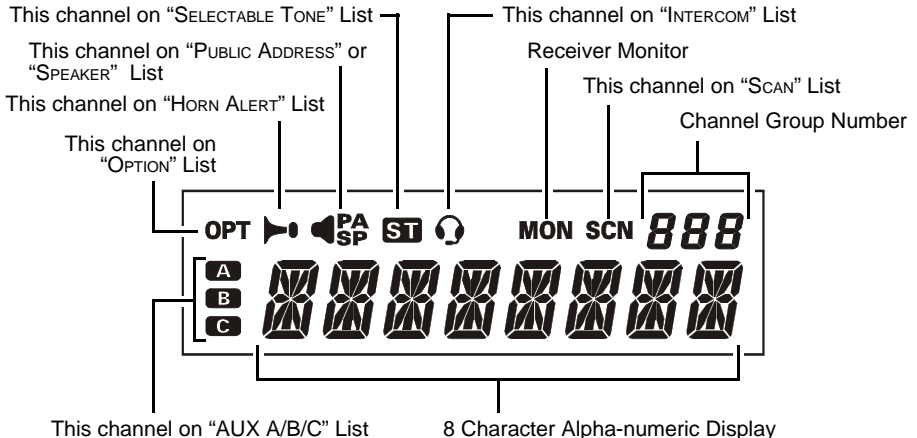 This channel on “SELECTABLE TONE” List
This channel on “INTERCOM” List
This channel on “PUBLIC ADDRESS” or
“SPEAKER” List
Receiver Monitor
This channel on “SCAN” List
This channel on “HORN ALERT” List
Channel Group Number
This channel on
“OPTION” List
OPT PA SP ST MON SCN 888
A
B
C
This channel on “AUX A/B/C” List
8 Character Alpha-numeric Display